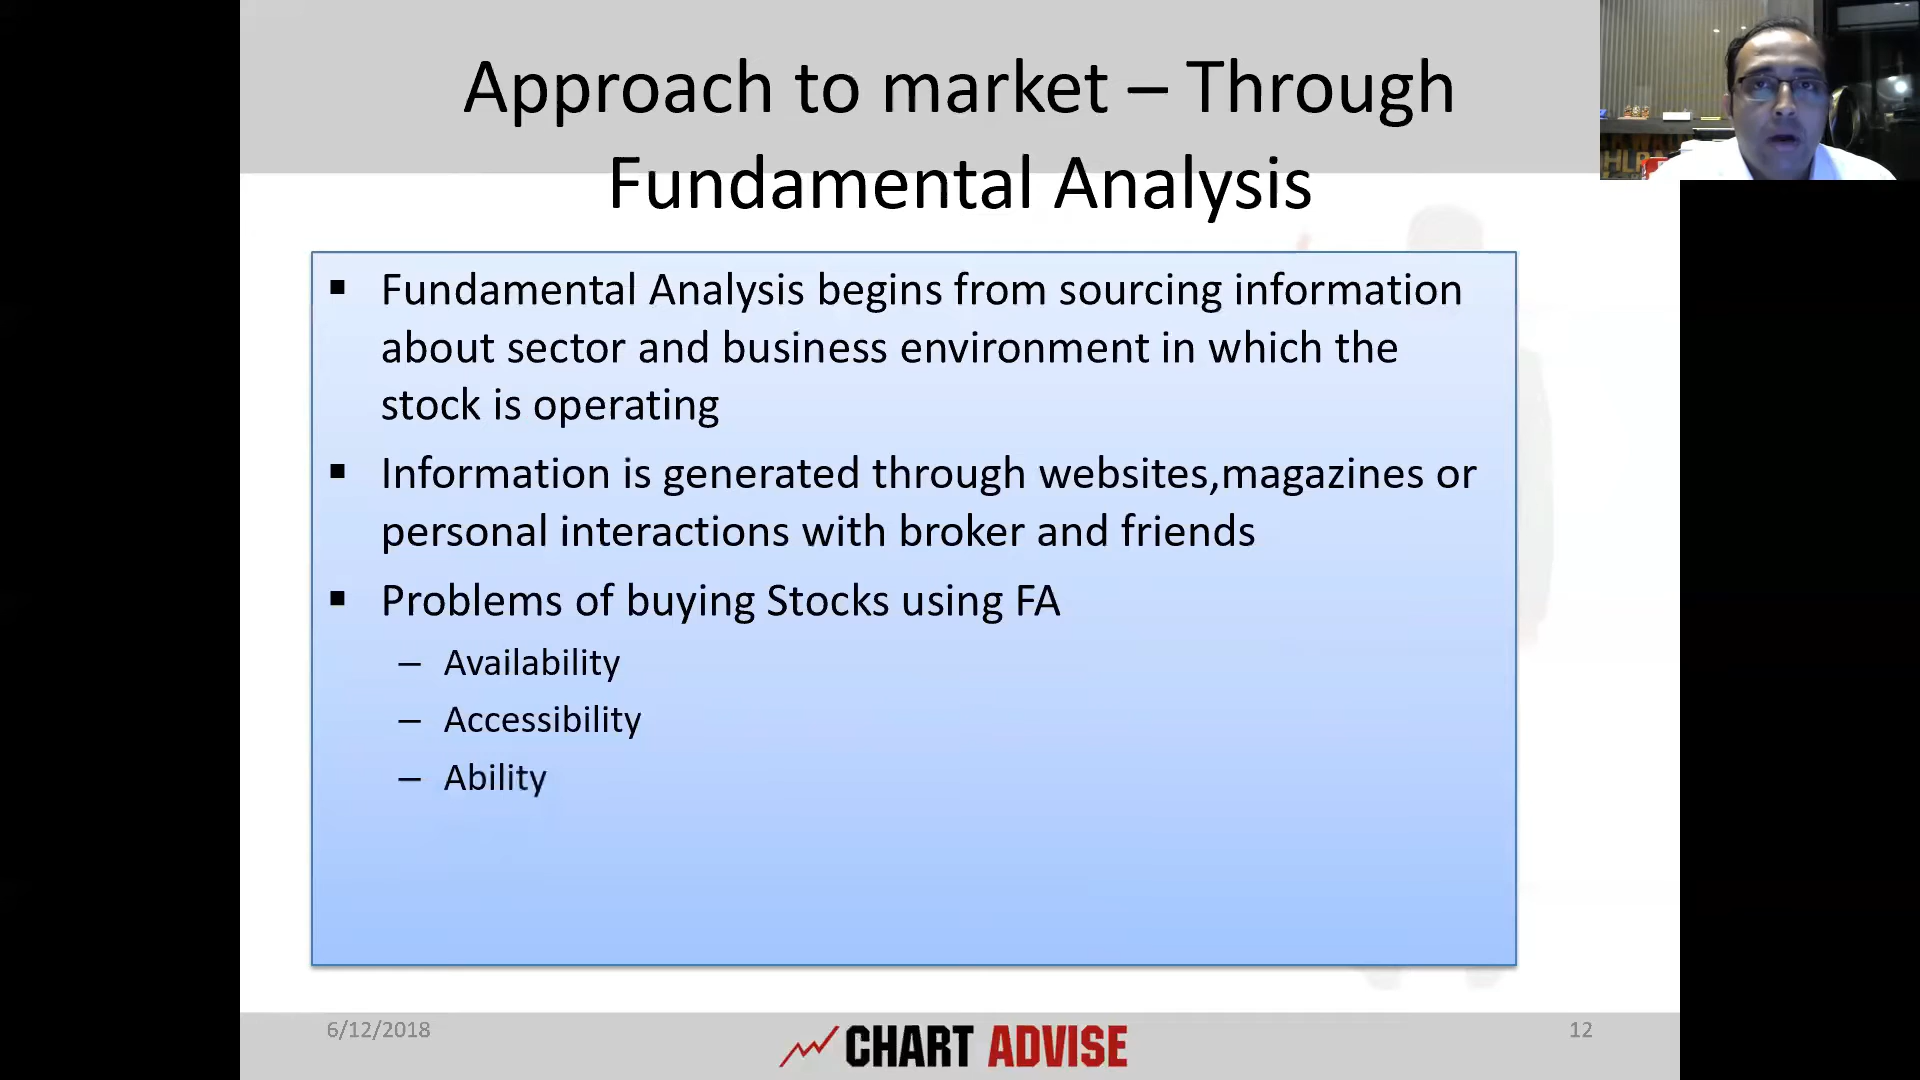 Approach to market – Through
Fundamental Analysis
▪ Fundamental Analysis begins from sourcing information
about sector and business environment in which the
stock is operating
▪ Information is generated through websites,magazines or
personal interactions with broker and friends
▪ Problems of buying Stocks using FA
– Availability
– Accessibility
– Ability
6/12/2018
CHART ADVISE
12